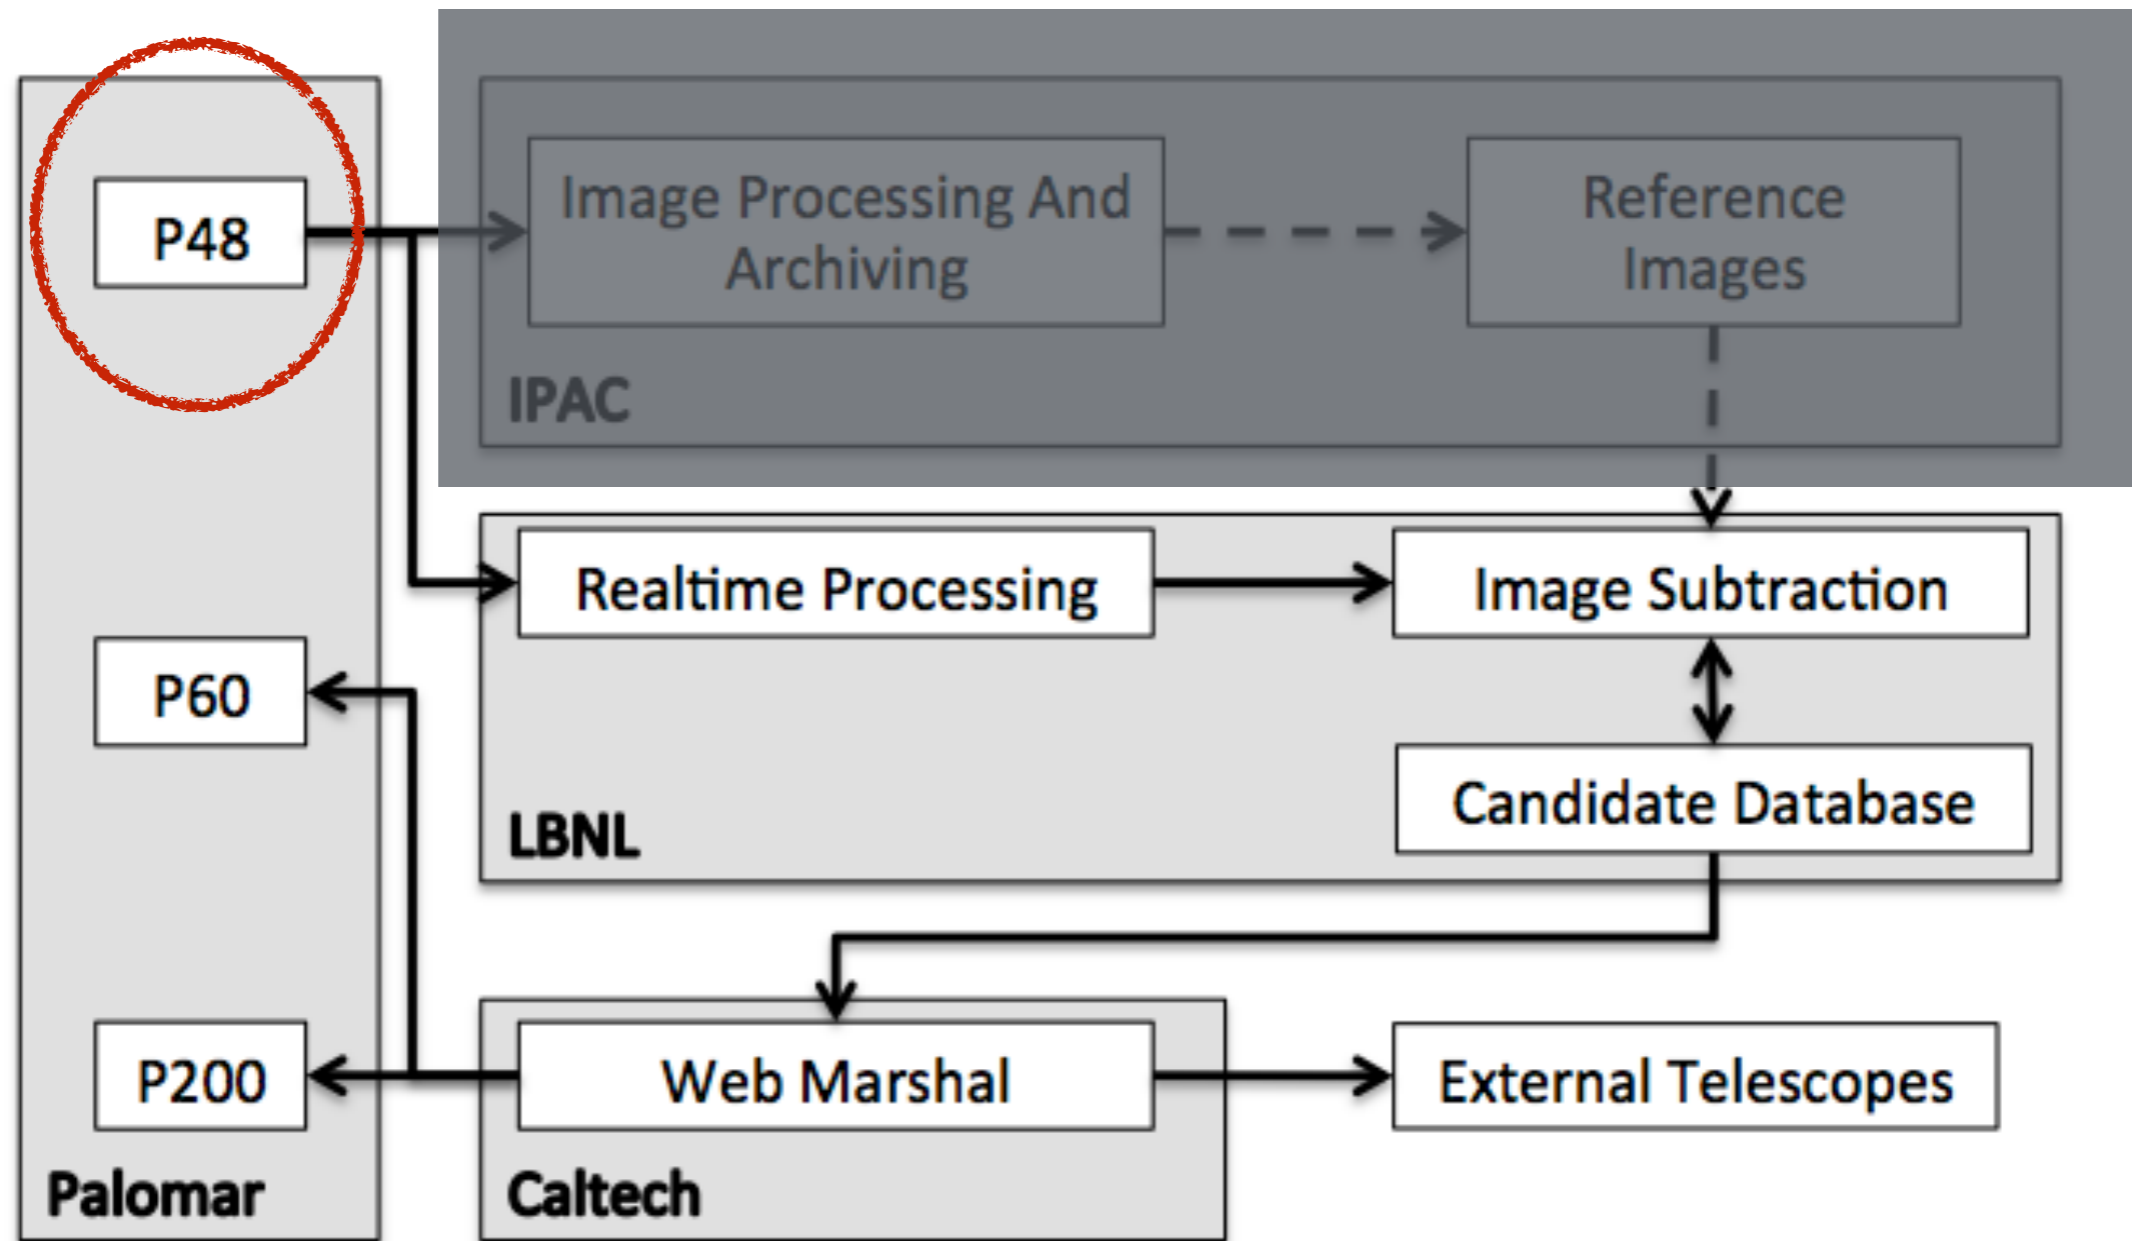 P48
Image Processing And
Archiving
Reference
Images
IPAC
Realtime Processing
Image Subtraction
P60
Candidate Database
LBNL
P200
Web Marshal
External Telescopes
Palomar
Caltech